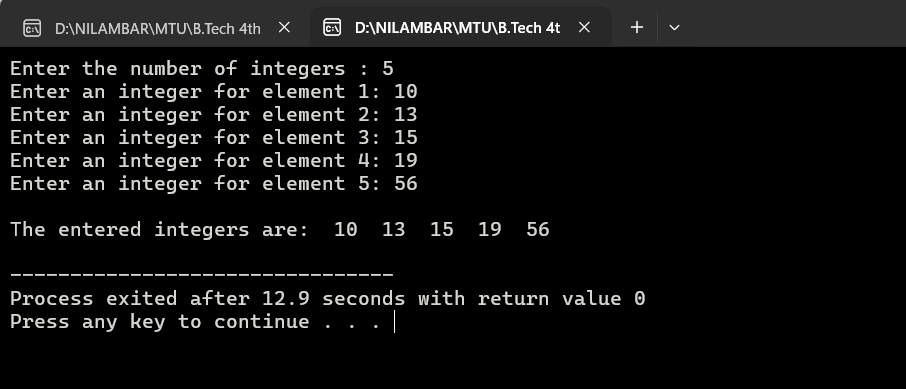 D:\NILAMBAR\MTU\B.Tech 4th D:\NILAMBAR\MTU\B.Tech 4t
Enter the number of integers : 5
Enter an integer for element 1: 10
Enter an integer for element 2: 13
Enter an integer for element 3: 15
Enter an integer for element 4: 19
Enter an integer for element 5: 56
The entered integers are:  10  13  15  19  56
--------------------------------
Process exited after 12.9 seconds with return value 0
Press any key to continue . . .